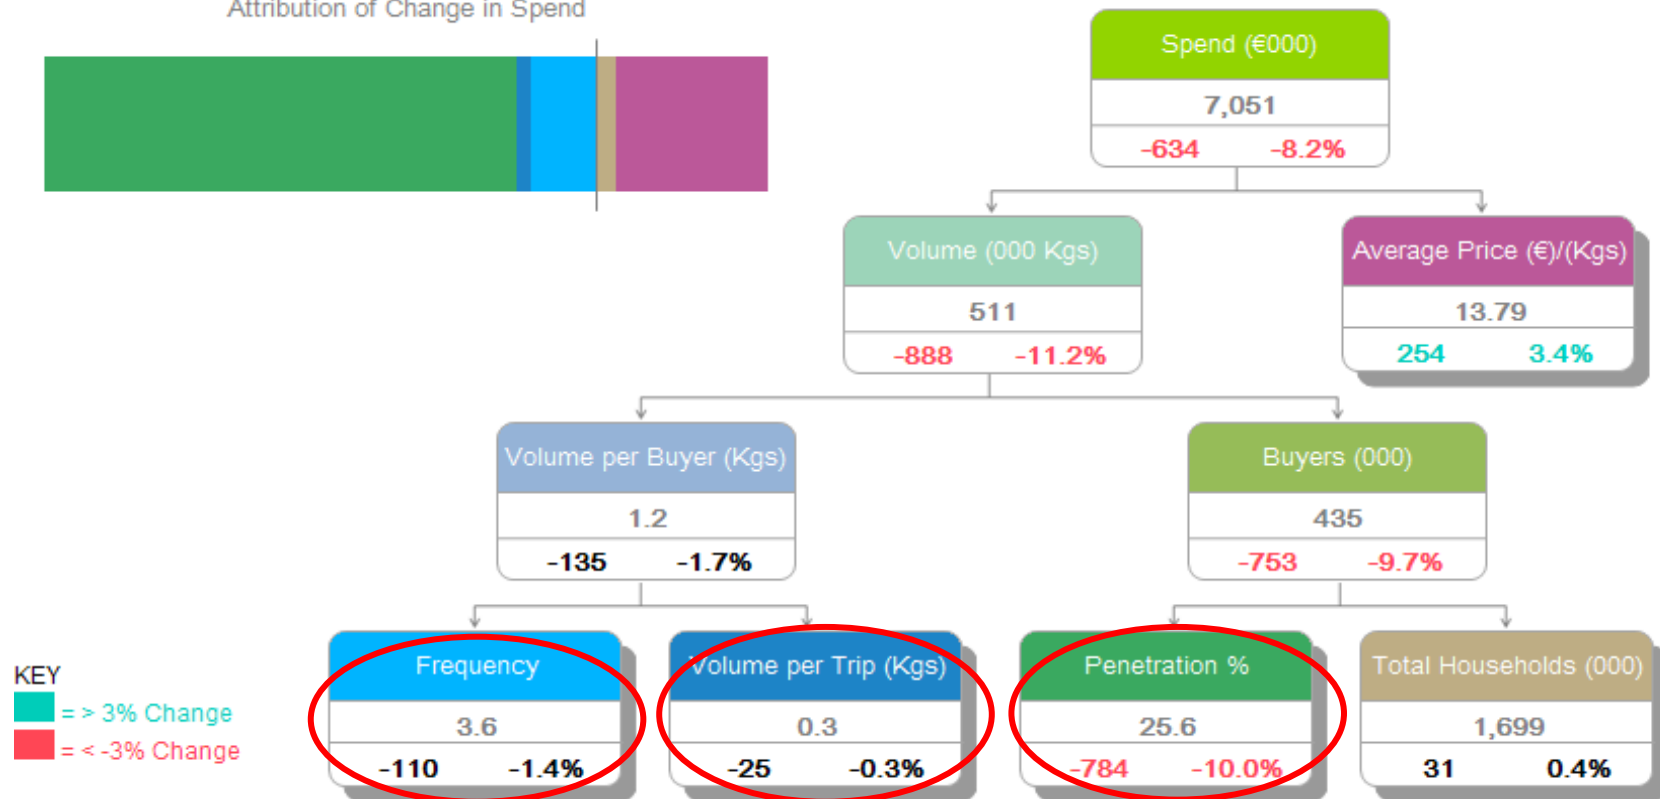 Attribution of Change in Spend
Spend (€000)
7,051
-634 -8.2%
Volume (000 Kgs)
511
-888 -11.2%
Average Price (€)/(Kgs)
13.79
254 3.4%
Volume per Buyer (Kgs)
1.2
-135 -1.7%
Buyers (000)
435
-753 -9.7%
Frequency
3.6
-110 -1.4%
Volume per Trip (Kgs)
0.3
-25 -0.3%
Penetration %
25.6
-784 -10.0%
Total Households (000)
1,699
31 0.4%
KEY
= > 3% Change
= < -3% Change